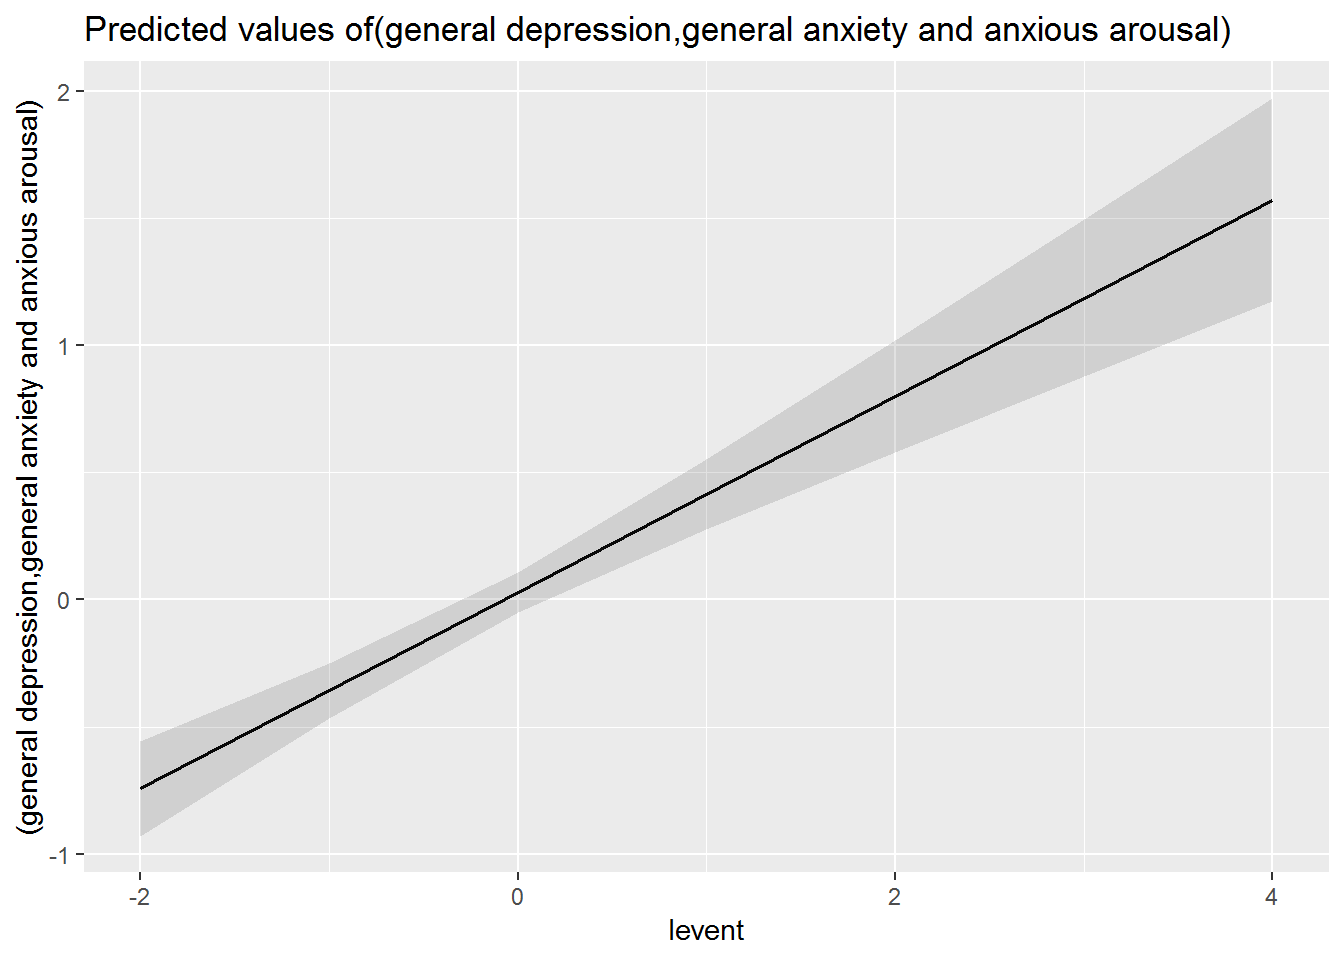 Predicted values of(general depression,general anxiety and anxious arousal)
(general depression,general anxiety and anxious arousal)
2
1
0
-1
-2
0
2
4
levent